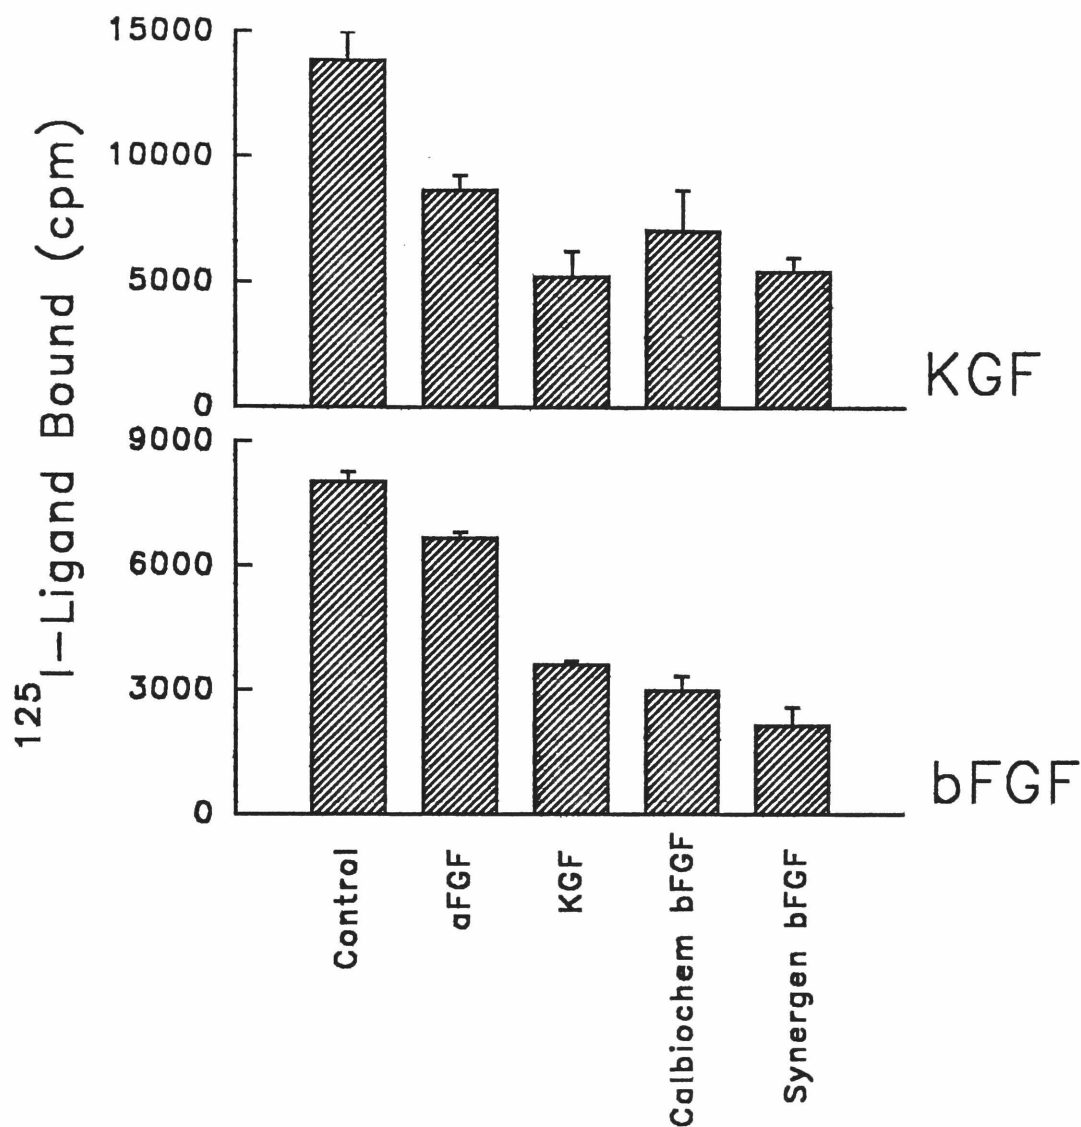 15000
10000
5000
0
KGF
9000
6000
3000
0
bFGF
125I-Ligand Bound (cpm)
Control
aFGF
KGF
Calbiochem bFGF
Synergen bFGF